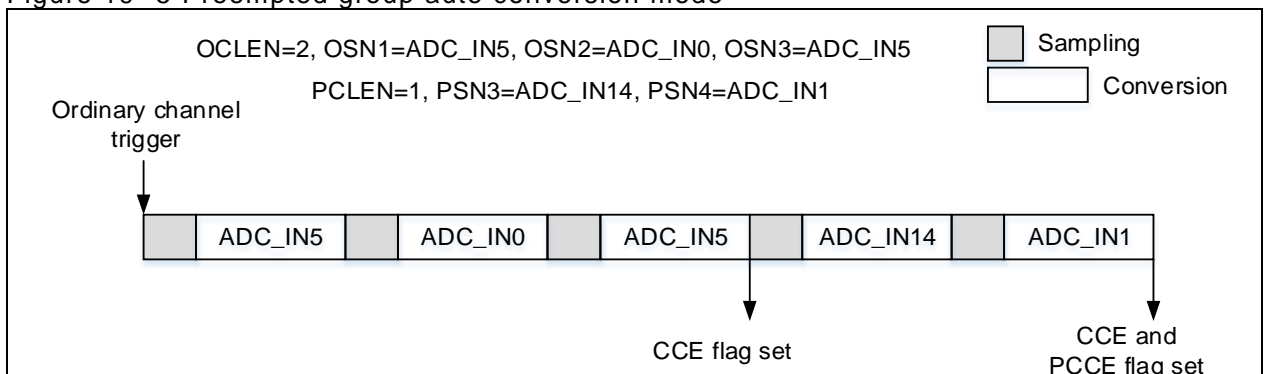 Figure 18- 5 Preempted group auto conversion mode
OCLEN=2, OSN1=ADC_IN5, OSN2=ADC_IN0, OSN3=ADC_IN5
PCLEN=1, PSN3=ADC_IN14, PSN4=ADC_IN1
Sampling
Conversion
Ordinary channel
trigger
ADC_IN5
ADC_IN0
ADC_IN5
ADC_IN14
ADC_IN1
CCE flag set
CCE and
PCCE flag set